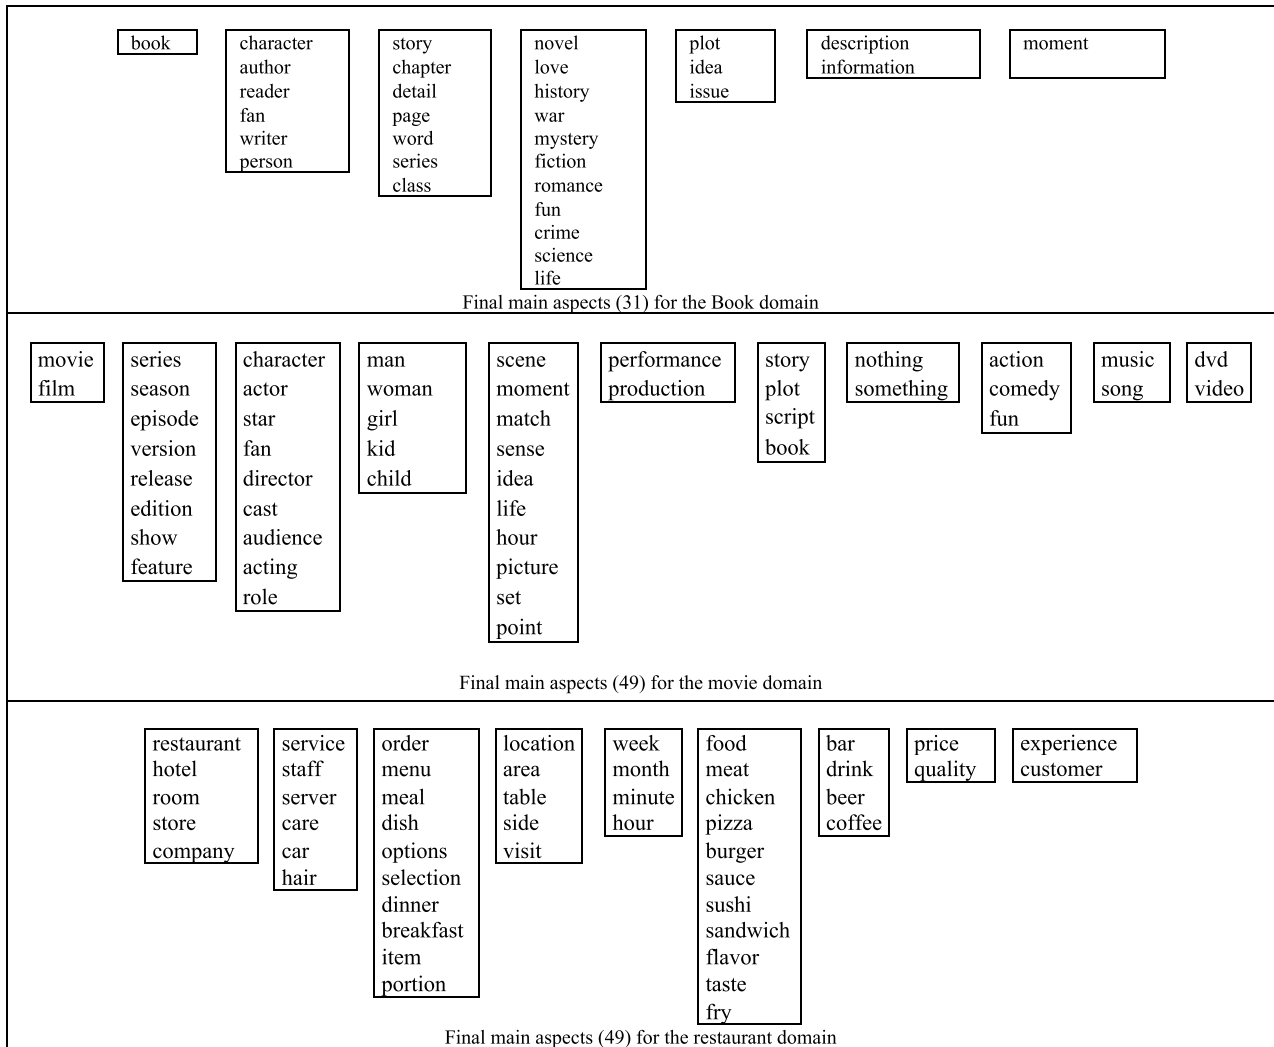 book
character
author
reader
fan
writer
person
story
chapter
detail
page
word
series
class
novel
love
history
war
mystery
fiction
romance
fun
crime
science
life
plot
idea
issue
description
information
moment
Final main aspects (31) for the Book domain
movie
film
series
season
episode
version
release
edition
show
feature
character
actor
star
fan
director
cast
audience
acting
role
man
woman
girl
kid
child
scene
moment
match
sense
idea
life
hour
picture
set
point
performance
production
story
plot
script
book
nothing
something
action
comedy
fun
music
song
dvd
video
Final main aspects (49) for the movie domain
restaurant
hotel
room
store
company
service
staff
server
care
car
hair
order
menu
meal
dish
options
selection
dinner
breakfast
item
portion
location
area
table
side
visit
week
month
minute
hour
food
meat
chicken
pizza
burger
sauce
sushi
sandwich
flavor
taste
fry
bar
drink
beer
coffee
price
quality
experience
customer
Final main aspects (49) for the restaurant domain